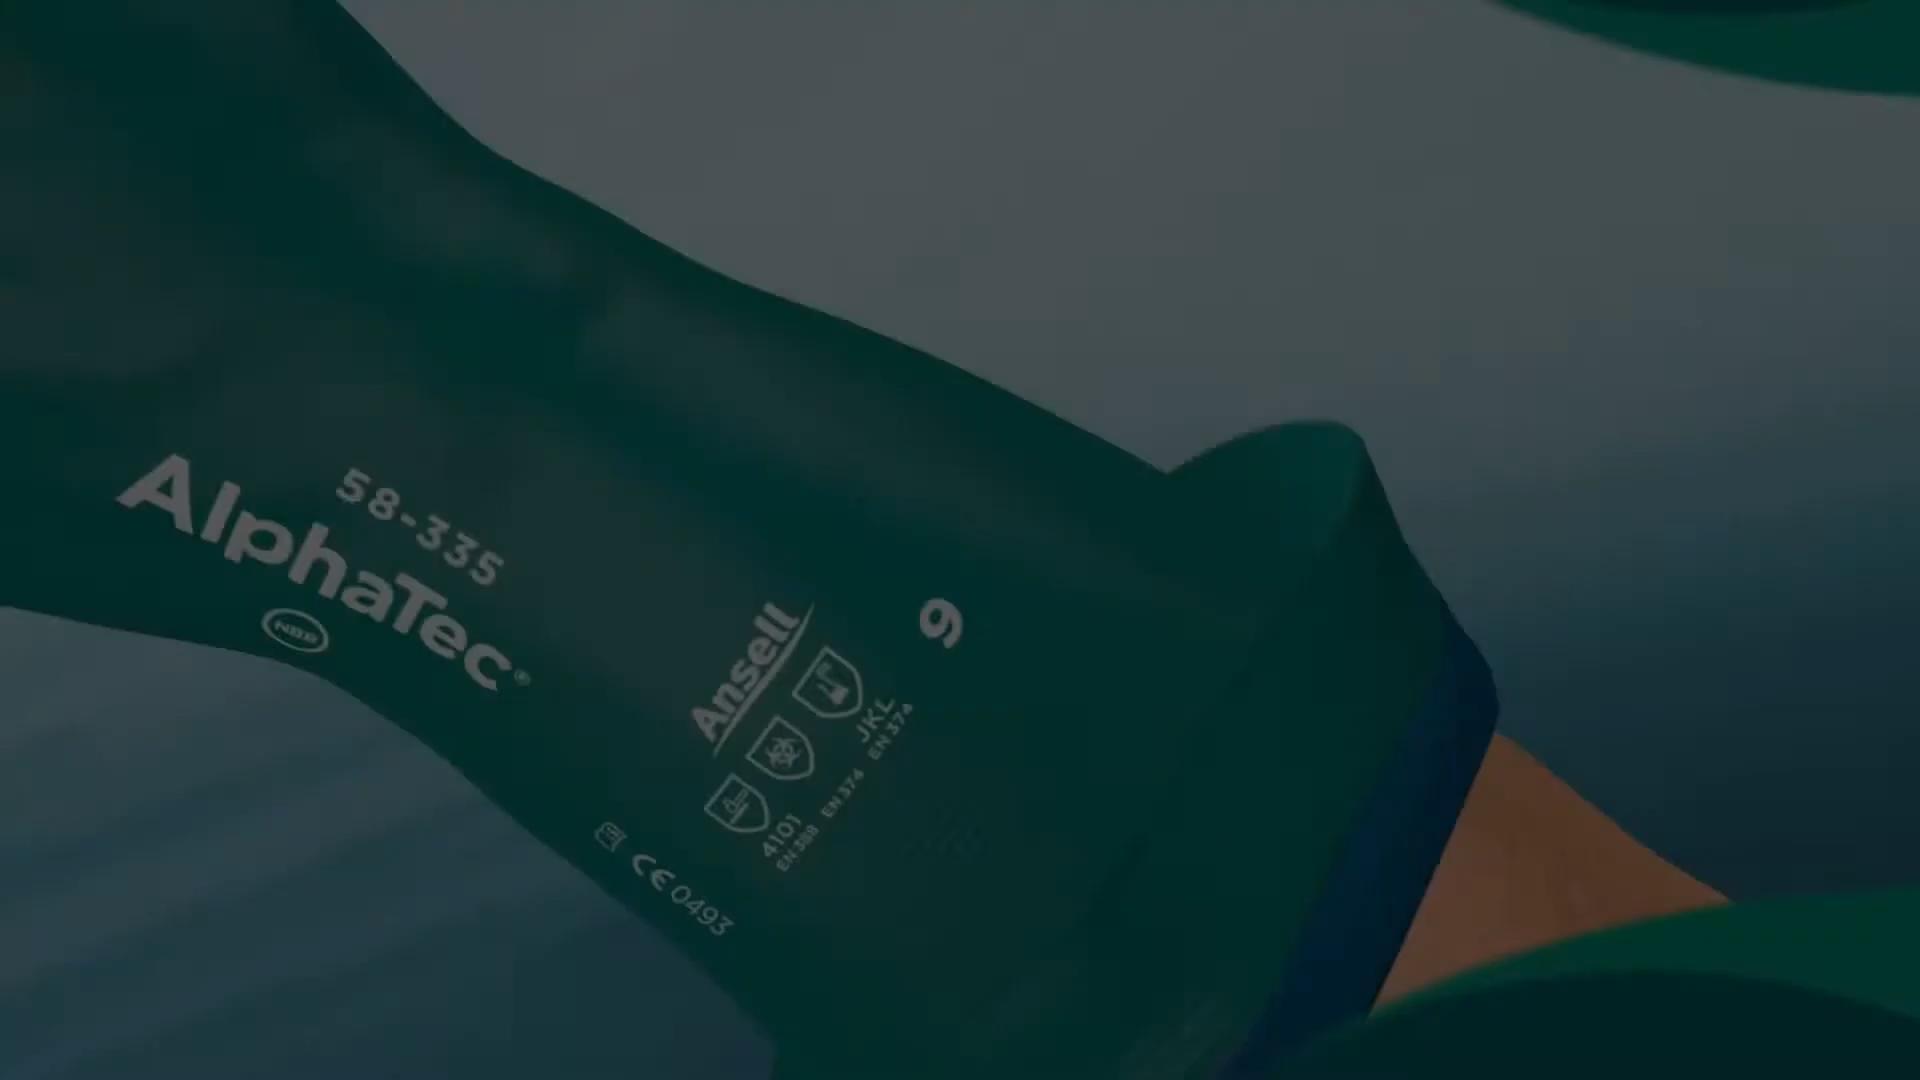 58-335
AlphaTec®
NBR
Ansell
9
JKL
EN 374
EN 374
4101
EN 388
CE 0493